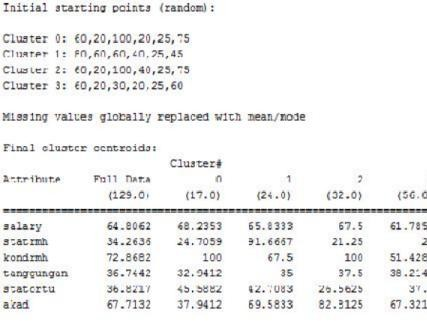 Initial starting points (random):
Cluster 0: 60,20,100,20,25,75
Cluster 1: 80,60,60,40,25,45
Cluster 2: 60,20,100,40,25,75
Cluster 3: 60,20,30,20,25,60
Missing values globally replaced with mean/mode
Final cluster centroids:
Cluster#
Attribute Full Data 0 1 2
(129.0) (17.0) (24.0) (32.0) (56.0
salary 64.8062 68.2353 65.8333 67.5 61.785
statrmh 34.2636 24.7059 91.6667 21.25 2
kondrmh 72.8682 100 67.5 100 51.428
tanggungan 36.7442 32.9412 35 37.5 38.214
statortu 36.8217 45.5882 42.7083 26.5625 37.
akad 67.7132 37.9412 69.5833 82.8125 67.321